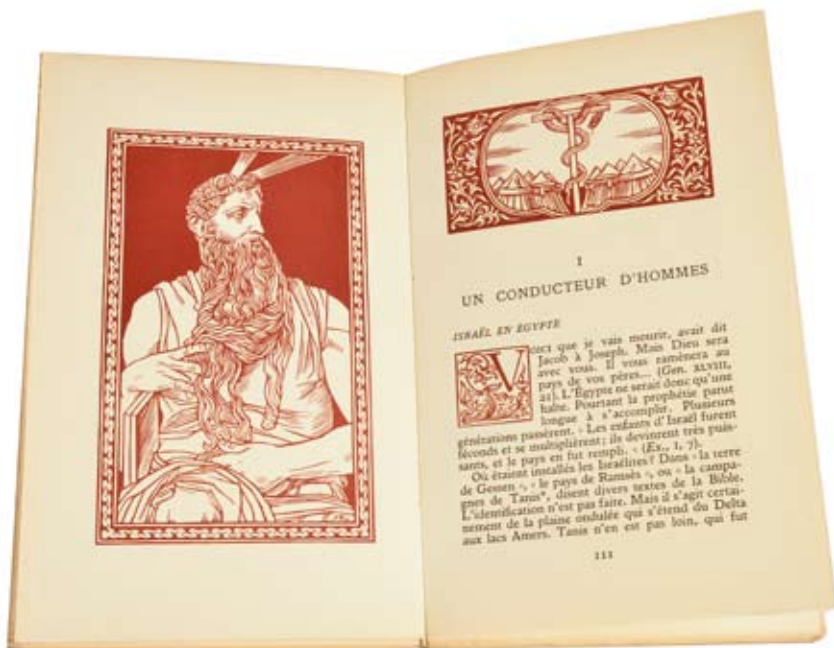 I
UN CONDUCTEUR D'HOMMES
ISRAËL EN EGYPTE
Voeci que je vais mourir, avait dit
Jacob à Joseph. Mais Dieu sera
avec vous. Il vous ramènera au
pays de vos pères... (Gen. XLVIII,
21). L'Égypte ne serait donc qu'une
halte. Pourtant la prophétie parut
longue à s'accomplir. Plusieurs
générations passèrent. « Les enfants d'Israël furent
féconds et se multiplièrent; ils devinrent très puis-
sants, et le pays en fut rempli. » (Ex., I, 7).
Où étaient installés les Israélites? Dans « la terre
de Gessen », « le pays de Ramsès », ou « la campa-
gnes de Tanis*, disent divers textes de la Bible.
L'identification n'est pas faite. Mais il s'agit certai-
nement de la plaine ondulée qui s'étend du Delta
aux lacs Amers. Tanis n'en est pas loin, qui fut
III